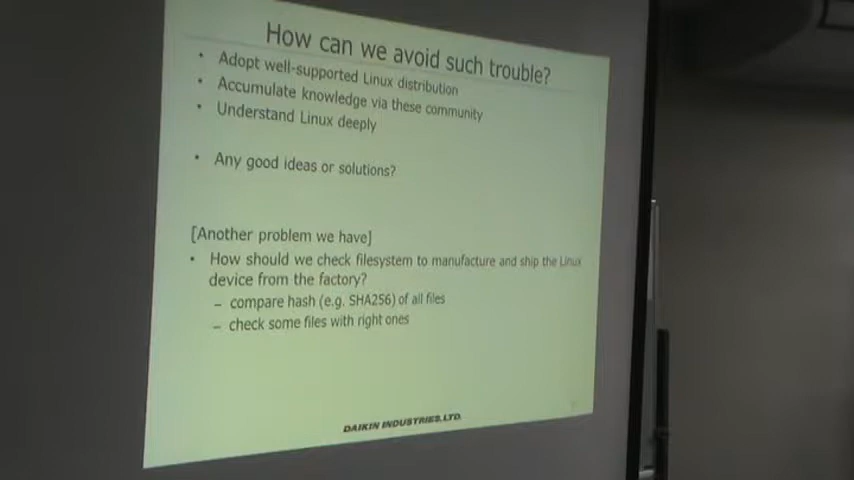 How can we avoid such trouble?
• Adopt well-supported Linux distribution
• Accumulate knowledge via these community
• Understand Linux deeply
• Any good ideas or solutions?
[Another problem we have]
• How should we check filesystem to manufacture and ship the Linux
device from the factory?
– compare hash (e.g. SHA256) of all files
– check some files with right ones
DAIKIN INDUSTRIES,LTD.